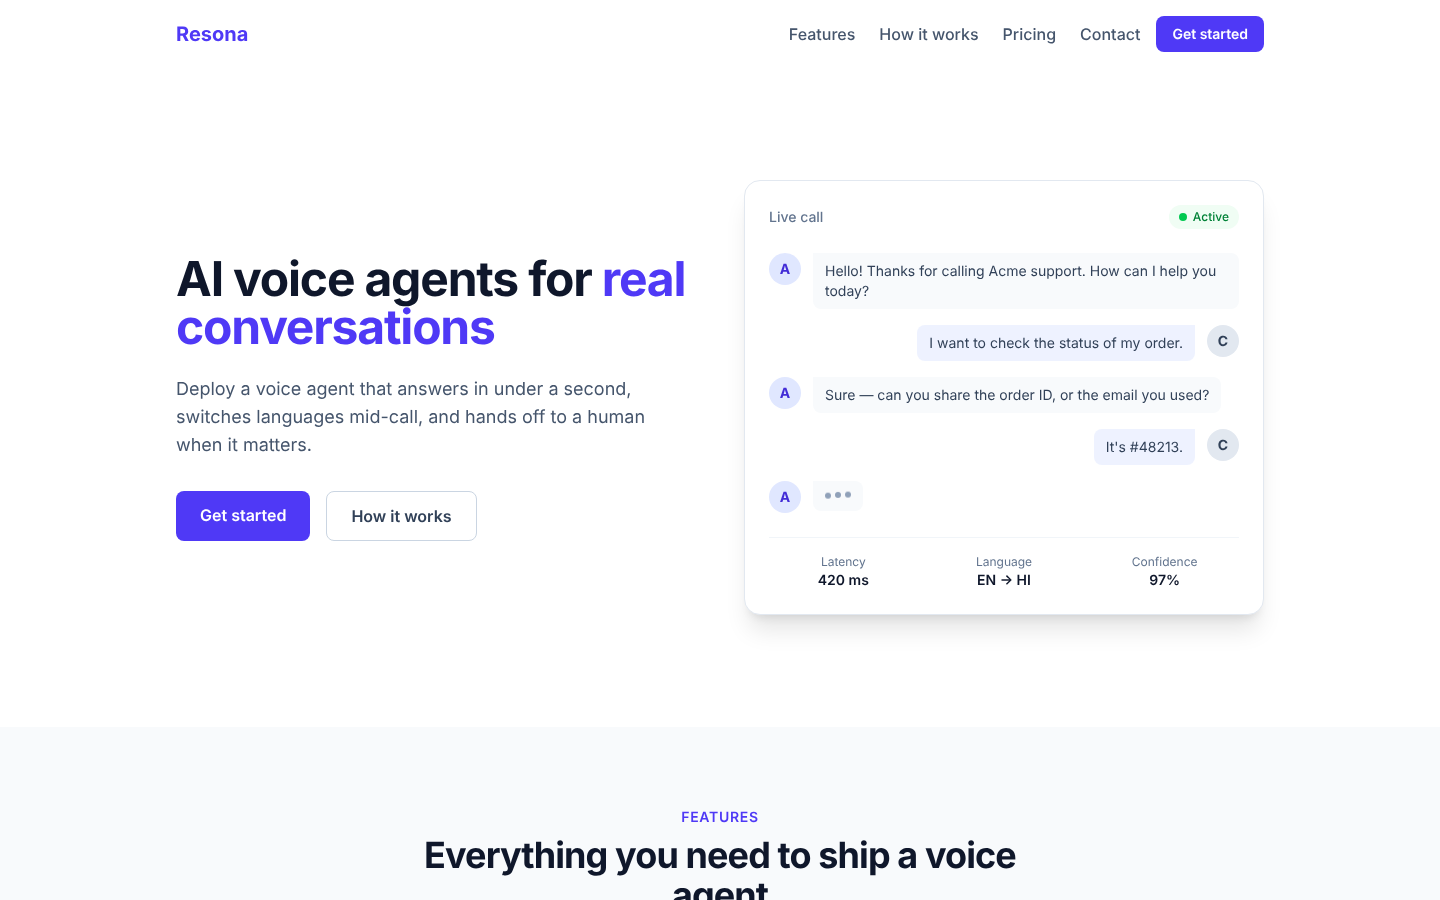 Resona
Features
How it works
Pricing
Contact
Get started
AI voice agents for real
conversations
Deploy a voice agent that answers in under a second,
switches languages mid-call, and hands off to a human
when it matters.
Get started
How it works
Live call
Active
A
Hello! Thanks for calling Acme support. How can I help you
today?
I want to check the status of my order.
C
A
Sure — can you share the order ID, or the email you used?
It's #48213.
C
A
Latency
420 ms
Language
EN → HI
Confidence
97%
FEATURES
Everything you need to ship a voice
agent